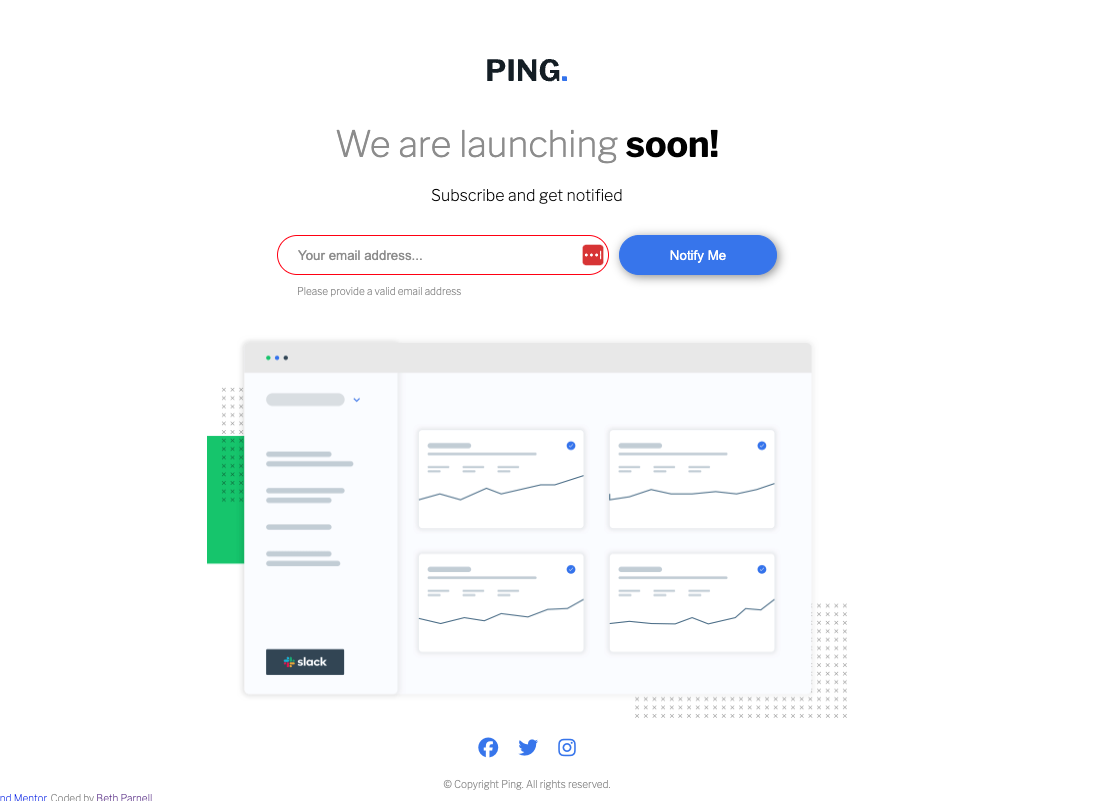 PING.
We are launching soon!
Subscribe and get notified
Your email address...
Notify Me
Please provide a valid email address
slack
© Copyright Ping. All rights reserved.
nd Mentor. Coded by Beth Parnell